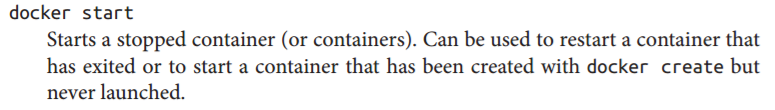 docker start
Starts a stopped container (or containers). Can be used to restart a container that
has exited or to start a container that has been created with docker create but
never launched.